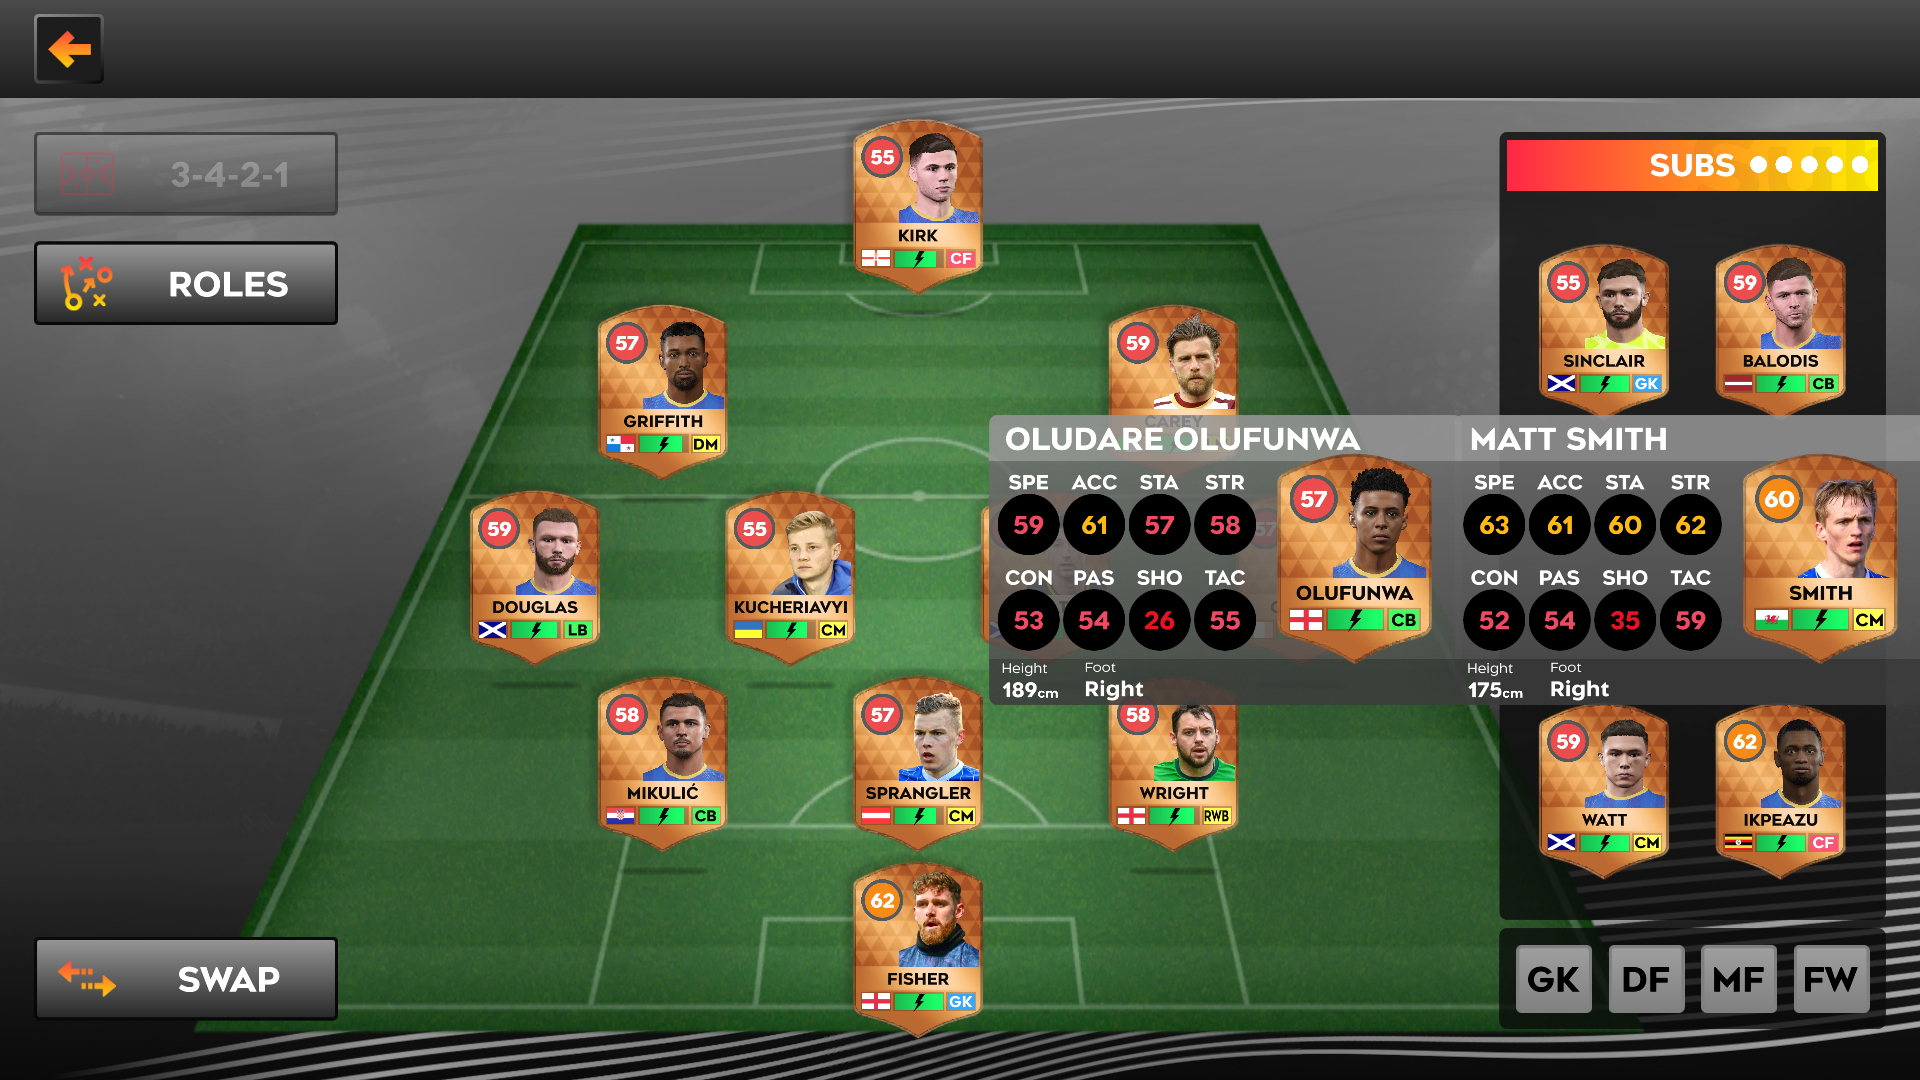 3-4-2-1
ROLES
SUBS
55
KIRK
CF
57
GRIFFITH
DM
59
CAREY
55
SINCLAIR
GK
59
BALODIS
CB
OLUDARE OLUFUNWA
SPE ACC STA STR
59 61 57 58
CON PAS SHO TAC
53 54 26 55
Height Foot
189cm Right
57
OLUFUNWA
CB
MATT SMITH
SPE ACC STA STR
63 61 60 62
CON PAS SHO TAC
52 54 35 59
Height Foot
175cm Right
60
SMITH
CM
59
DOUGLAS
LB
55
KUCHERIAVYI
CM
58
MIKULIĆ
CB
57
SPRANGLER
CM
58
WRIGHT
RWB
59
WATT
CM
62
IKPEAZU
CF
62
FISHER
GK
SWAP
GK DF MF FW